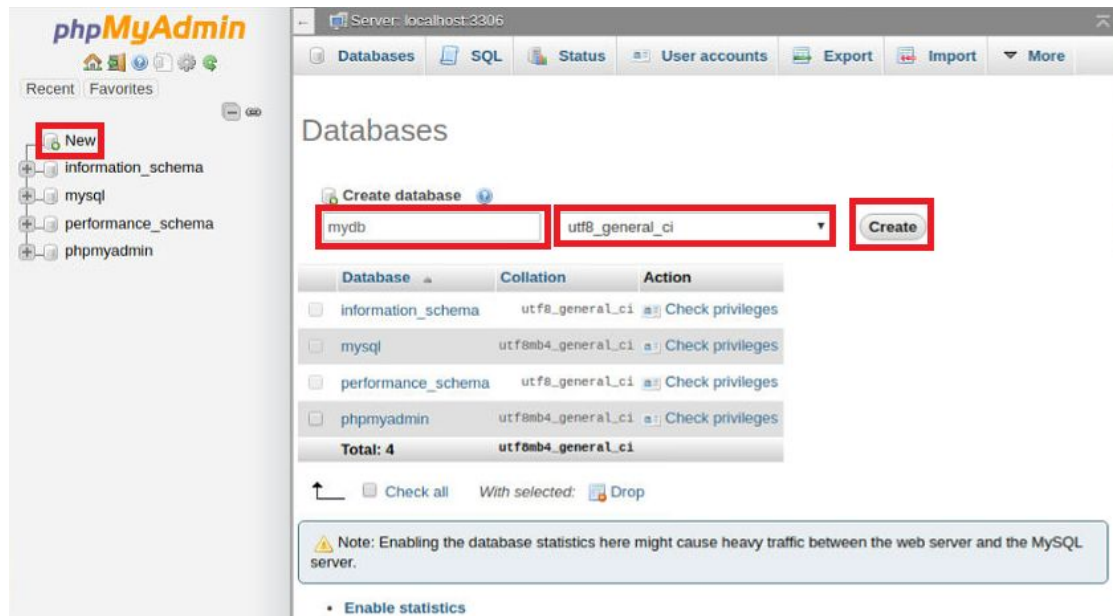 phpMyAdmin
Recent Favorites
New
information_schema
mysql
performance_schema
phpmyadmin
Server: localhost:3306
Databases SQL Status User accounts Export Import More
Databases
Create database
mydb utf8_general_ci Create
Database Collation Action
information_schema utf8_general_ci Check privileges
mysql utf8mb4_general_ci Check privileges
performance_schema utf8_general_ci Check privileges
phpmyadmin utf8mb4_general_ci Check privileges
Total: 4 utf8mb4_general_ci
Check all With selected: Drop
Note: Enabling the database statistics here might cause heavy traffic between the web server and the MySQL
server.
• Enable statistics